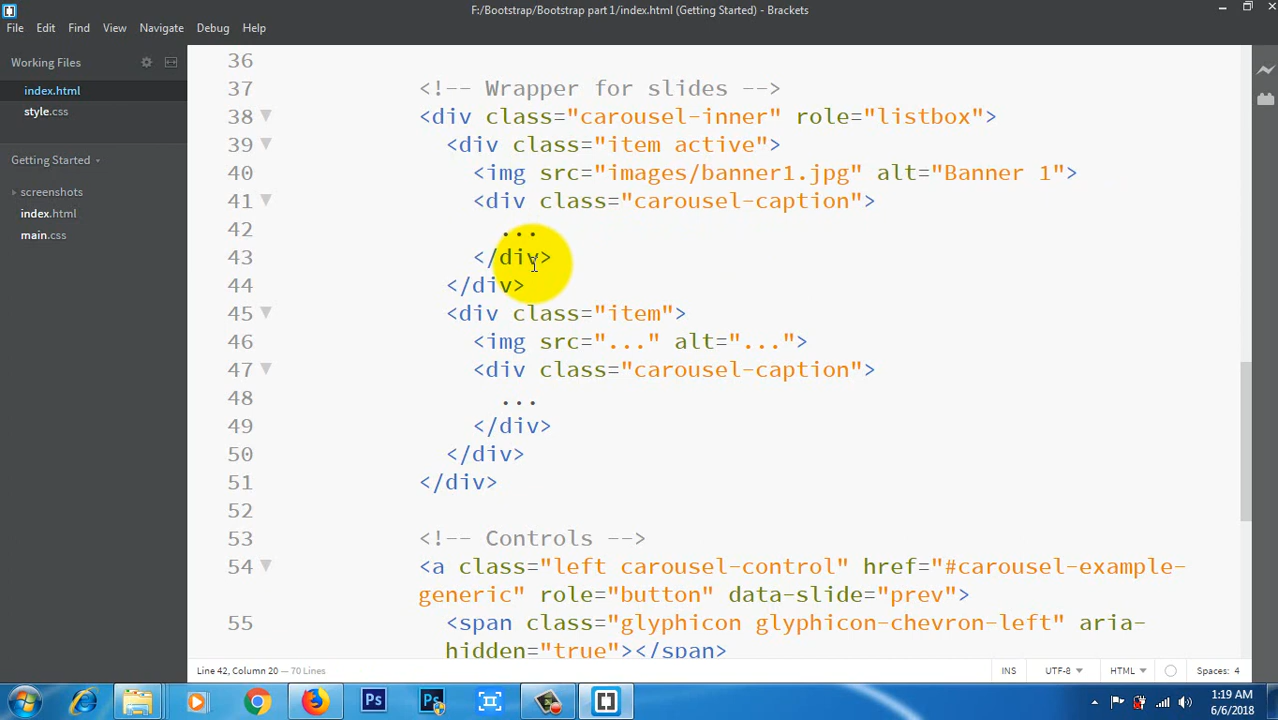 F:/Bootstrap/Bootstrap part 1/index.html (Getting Started) - Brackets
File Edit Find View Navigate Debug Help
Working Files
index.html
style.css
Getting Started
screenshots
index.html
main.css
36
37 <!-- Wrapper for slides -->
38 <div class="carousel-inner" role="listbox">
39 <div class="item active">
40 <img src="images/banner1.jpg" alt="Banner 1">
41 <div class="carousel-caption">
42 ...
43 </div>
44 </div>
45 <div class="item">
46 <img src="..." alt="...">
47 <div class="carousel-caption">
48 ...
49 </div>
50 </div>
51 </div>
52
53 <!-- Controls -->
54 <a class="left carousel-control" href="#carousel-example-
generic" role="button" data-slide="prev">
55 <span class="glyphicon glyphicon-chevron-left" aria-
hidden="true"></span>
Line 42, Column 20 — 70 Lines INS UTF-8 HTML Spaces: 4
Ps Ps
1:19 AM
6/6/2018